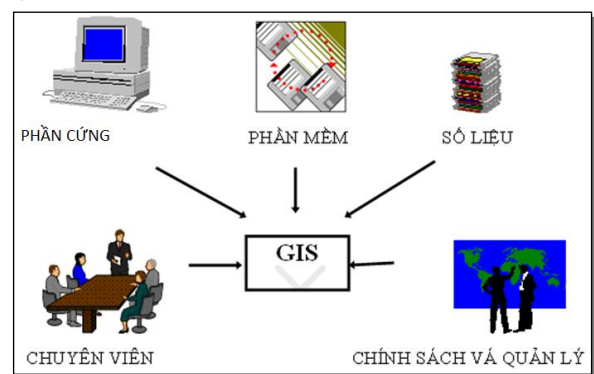 PHẦN CỨNG
PHẦN MỀM
SỐ LIỆU
GIS
CHUYÊN VIÊN
CHÍNH SÁCH VÁ QUẢN LÝ